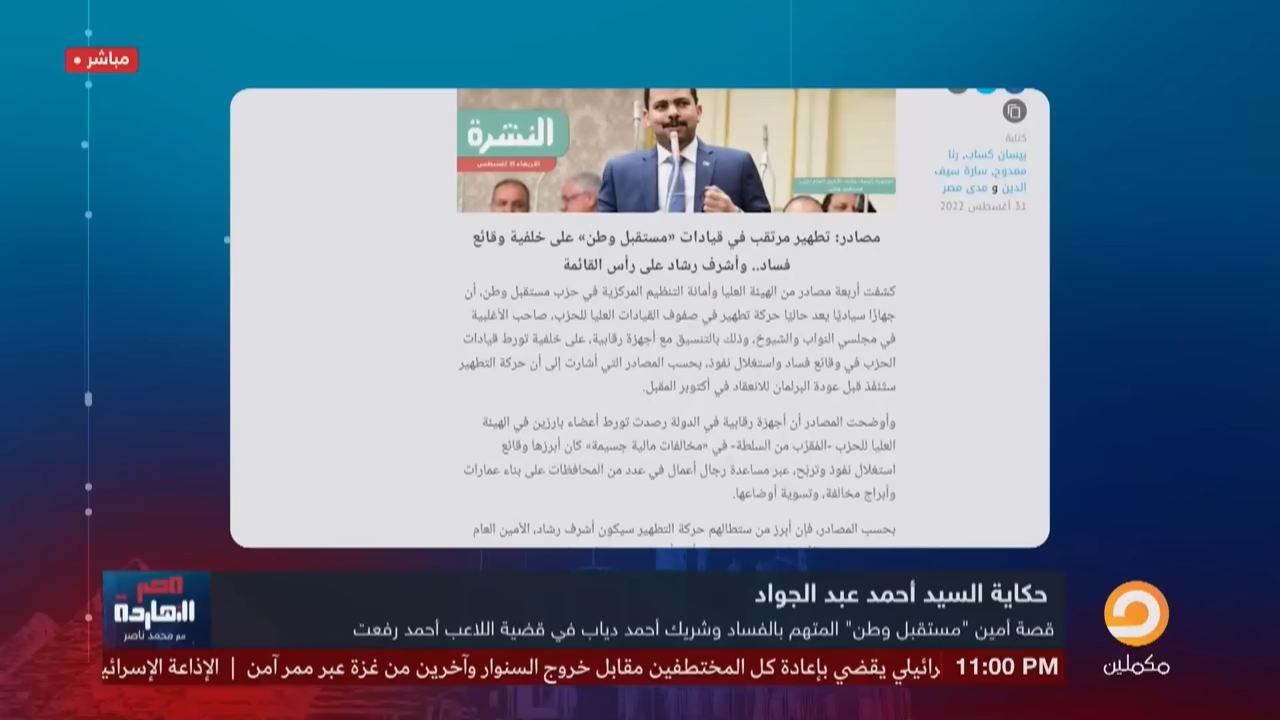 مباشر
النشرة
الأربعاء 31 أغسطس
كتابة
بيسان كساب, رنا
ممدوح, سارة سيف
الدين و مدى مصر
31 أغسطس 2022
مصادر: تطهير مرتقب في قيادات «مستقبل وطن» على خلفية وقائع
فساد.. وأشرف رشاد على رأس القائمة
كشفت أربعة مصادر من الهيئة العليا وأمانة التنظيم المركزية في حزب مستقبل وطن، أن
جهازًا سياديًا يعد حاليًا حركة تطهير في صفوف القيادات العليا للحزب، صاحب الأغلبية
في مجلسي النواب والشيوخ، وذلك بالتنسيق مع أجهزة رقابية، على خلفية تورط قيادات
الحزب في وقائع فساد واستغلال نفوذ، بحسب المصادر التي أشارت إلى أن حركة التطهير
ستُنفذ قبل عودة البرلمان للانعقاد في أكتوبر المقبل.
وأوضحت المصادر أن أجهزة رقابية في الدولة رصدت تورط أعضاء بارزين في الهيئة
العليا للحزب -المُقرّب من السلطة- في «مخالفات مالية جسيمة» كان أبرزها وقائع
استغلال نفوذ وتربّح، عبر مساعدة رجال أعمال في عدد من المحافظات على بناء عمارات
وأبراج مخالفة، وتسوية أوضاعها.
بحسب المصادر، فإن أبرز من ستطالهم حركة التطهير سيكون أشرف رشاد، الأمين العام
حكاية السيد أحمد عبد الجواد
قصة أمين "مستقبل وطن" المتهم بالفساد وشريك أحمد دياب في قضية اللاعب أحمد رفعت
مصر
النهاردة
مع محمد ناصر
11:00 PM رائيلي يقضي بإعادة كل المختطفين مقابل خروج السنوار وآخرين من غزة عبر ممر آمن | الإذاعة الإسرائي
مكملين